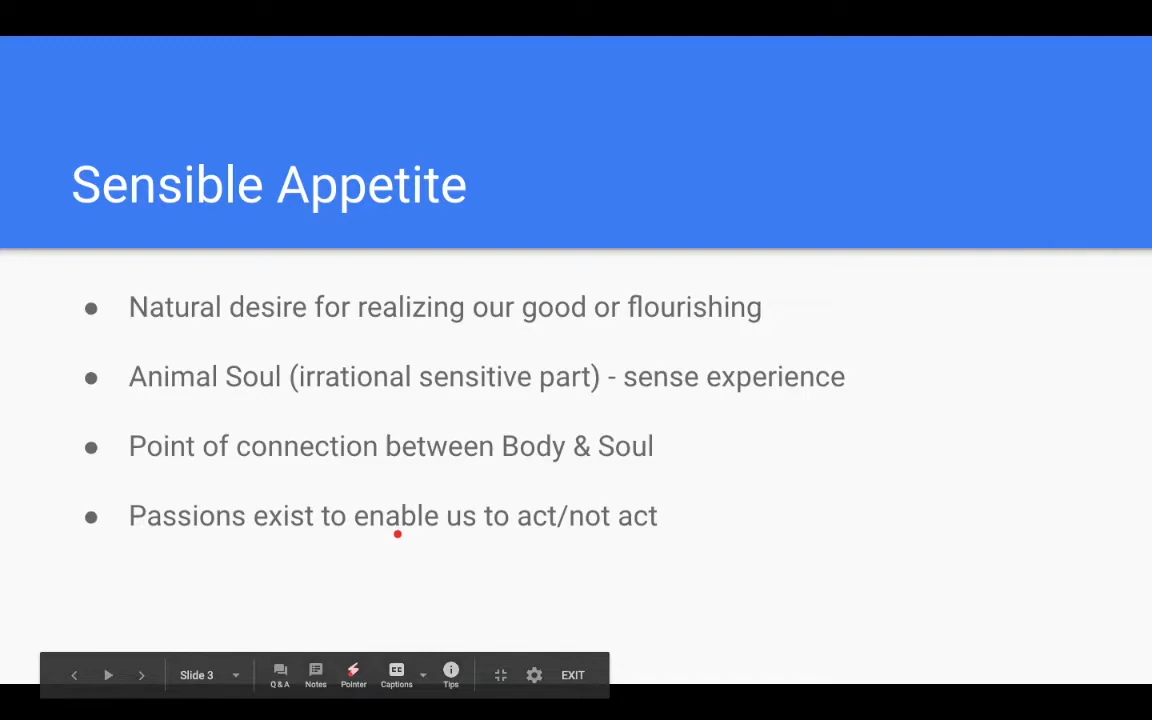 Sensible Appetite
● Natural desire for realizing our good or flourishing
● Animal Soul (irrational sensitive part) - sense experience
● Point of connection between Body & Soul
● Passions exist to enable us to act/not act
Slide 3 Q&A Notes Pointer CC Captions Tips EXIT